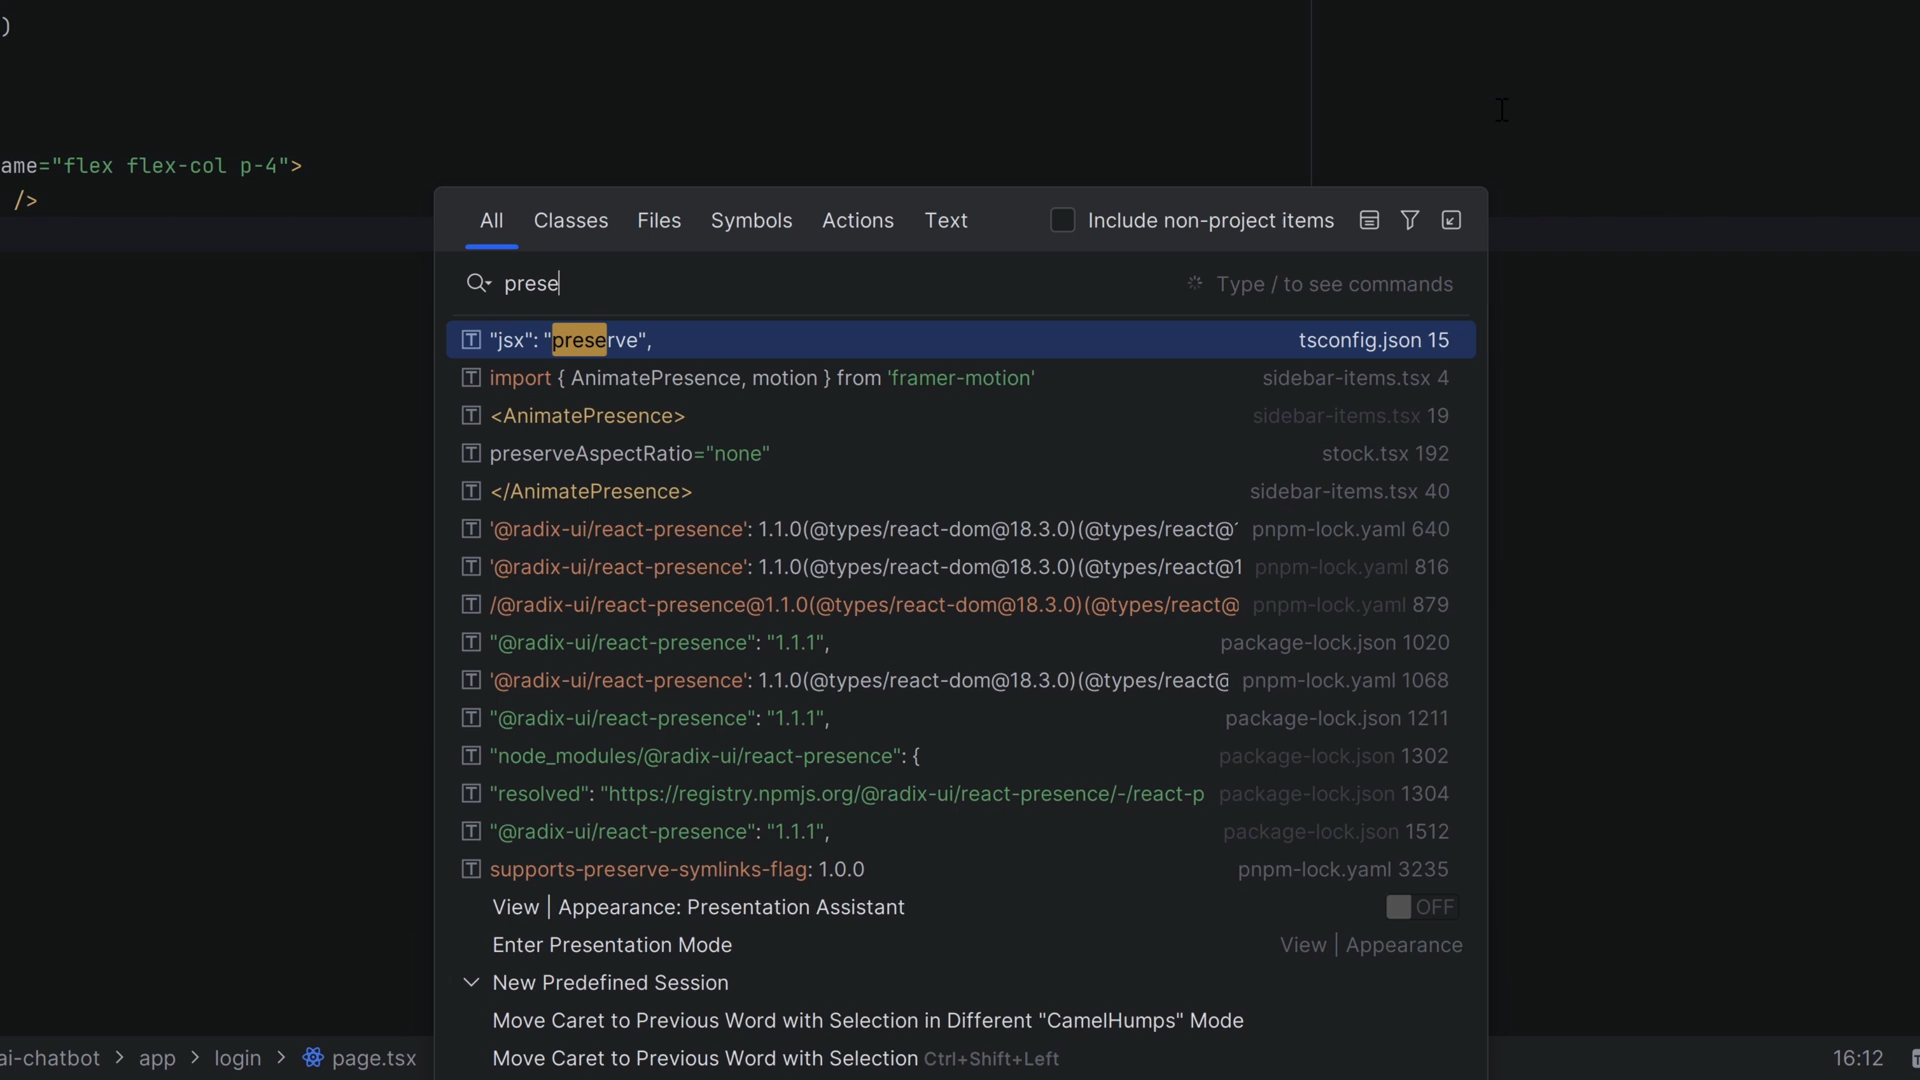 )
ame="flex flex-col p-4">
/>
All Classes Files Symbols Actions Text Include non-project items
prese Type / to see commands
"jsx": "preserve", tsconfig.json 15
import { AnimatePresence, motion } from 'framer-motion' sidebar-items.tsx 4
<AnimatePresence> sidebar-items.tsx 19
preserveAspectRatio="none" stock.tsx 192
</AnimatePresence> sidebar-items.tsx 40
'@radix-ui/react-presence': 1.1.0(@types/react-dom@18.3.0)(@types/react@ pnpm-lock.yaml 640
'@radix-ui/react-presence': 1.1.0(@types/react-dom@18.3.0)(@types/react@1 pnpm-lock.yaml 816
/@radix-ui/react-presence@1.1.0(@types/react-dom@18.3.0)(@types/react@ pnpm-lock.yaml 879
"@radix-ui/react-presence": "1.1.1", package-lock.json 1020
'@radix-ui/react-presence': 1.1.0(@types/react-dom@18.3.0)(@types/react@ pnpm-lock.yaml 1068
"@radix-ui/react-presence": "1.1.1", package-lock.json 1211
"node_modules/@radix-ui/react-presence": { package-lock.json 1302
"resolved": "https://registry.npmjs.org/@radix-ui/react-presence/-/react-p package-lock.json 1304
"@radix-ui/react-presence": "1.1.1", package-lock.json 1512
supports-preserve-symlinks-flag: 1.0.0 pnpm-lock.yaml 3235
View | Appearance: Presentation Assistant OFF
Enter Presentation Mode View | Appearance
New Predefined Session
Move Caret to Previous Word with Selection in Different "CamelHumps" Mode
Move Caret to Previous Word with Selection Ctrl+Shift+Left
ai-chatbot > app > login > page.tsx 16:12